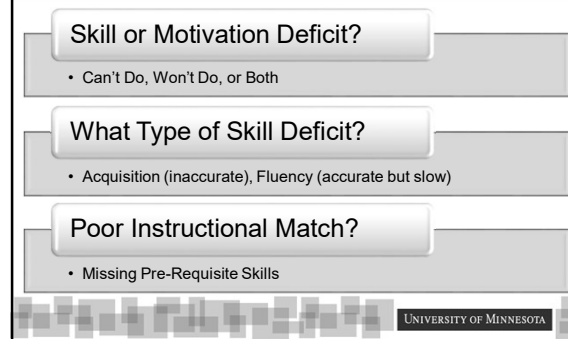 Skill or Motivation Deficit?
• Can't Do, Won't Do, or Both
What Type of Skill Deficit?
• Acquisition (inaccurate), Fluency (accurate but slow)
Poor Instructional Match?
• Missing Pre-Requisite Skills
UNIVERSITY OF MINNESOTA